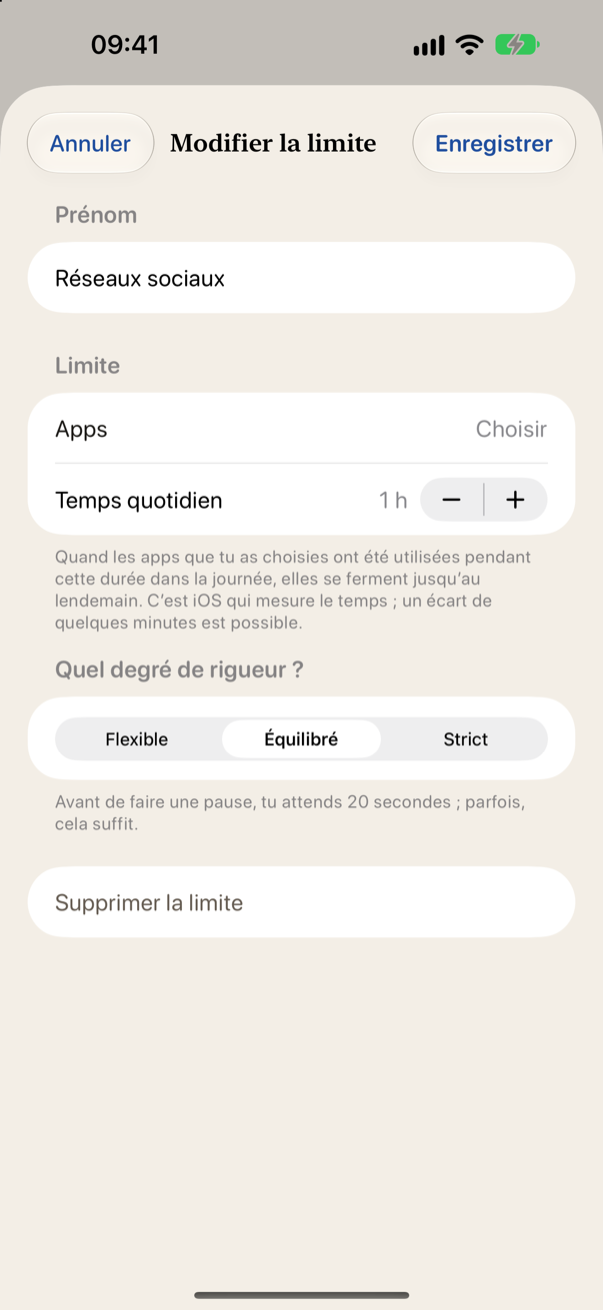 09:41
Annuler
Modifier la limite
Enregistrer
Prénom
Réseaux sociaux
Limite
Apps
Choisir
Temps quotidien
1 h
Quand les apps que tu as choisies ont été utilisées pendant
cette durée dans la journée, elles se ferment jusqu’au
lendemain. C’est iOS qui mesure le temps ; un écart de
quelques minutes est possible.
Quel degré de rigueur ?
Flexible
Équilibré
Strict
Avant de faire une pause, tu attends 20 secondes ; parfois,
cela suffit.
Supprimer la limite